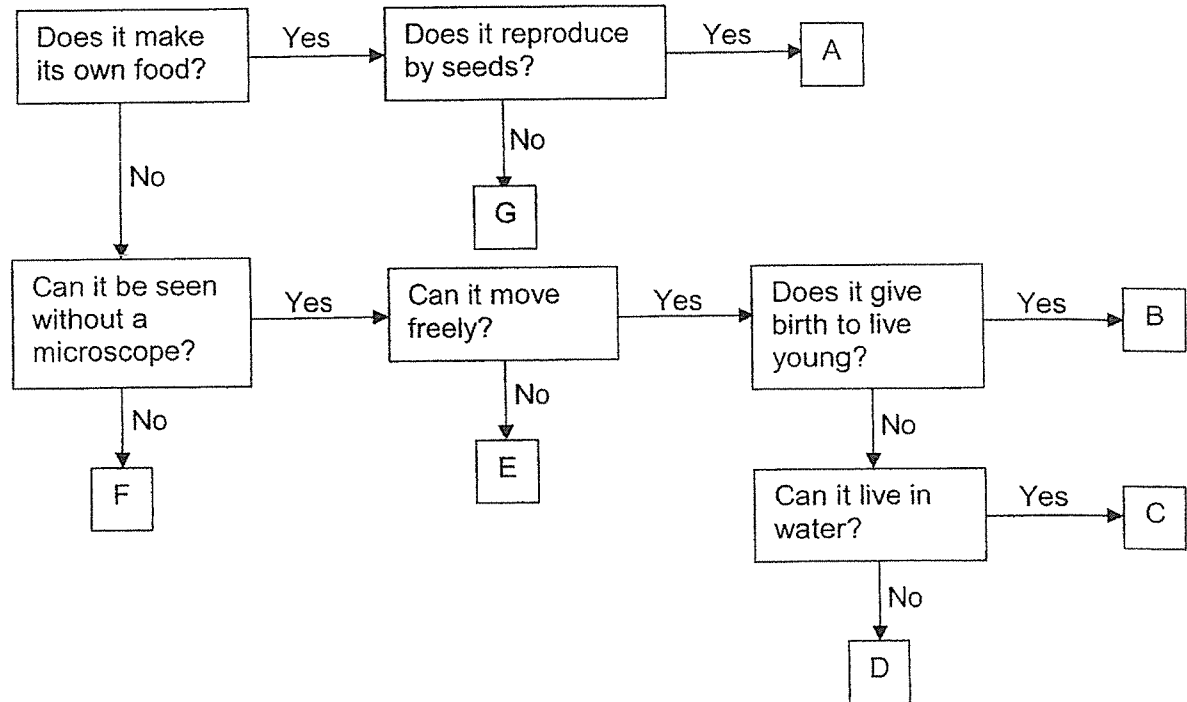 Does it make
its own food?
Yes
Does it reproduce
by seeds?
Yes
A
No
No
G
Can it be seen
without a
microscope?
Yes
Can it move
freely?
Yes
Does it give
birth to live
young?
Yes
B
No
No
No
F
E
Can it live in
water?
Yes
C
No
D